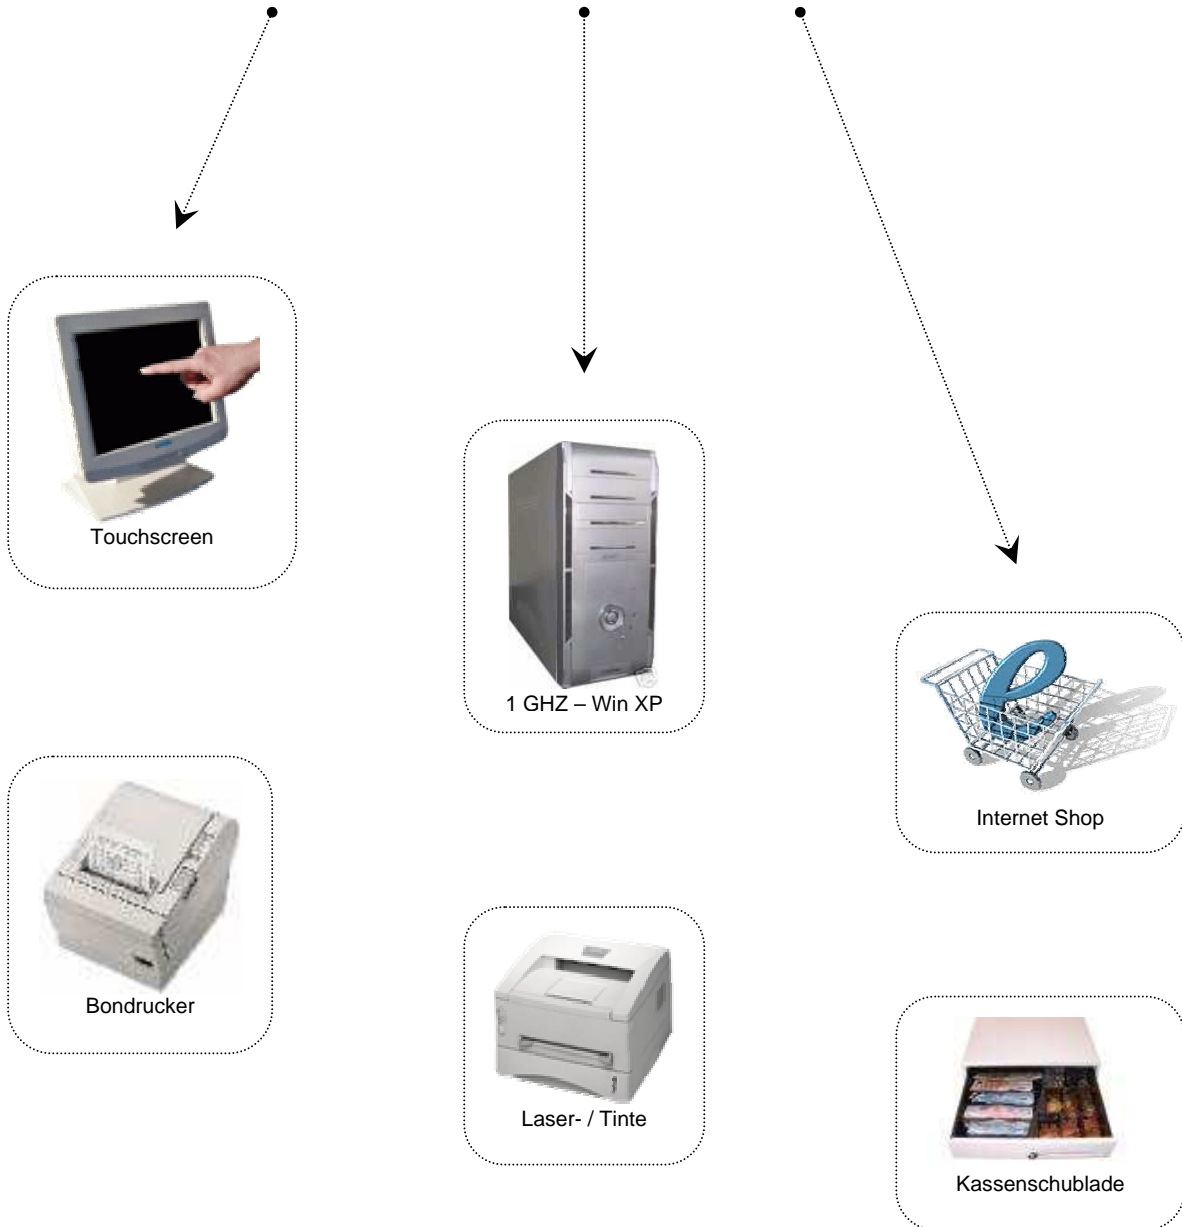 Touchscreen
1 GHZ – Win XP
Internet Shop
Bondrucker
Laser- / Tinte
Kassenschublade